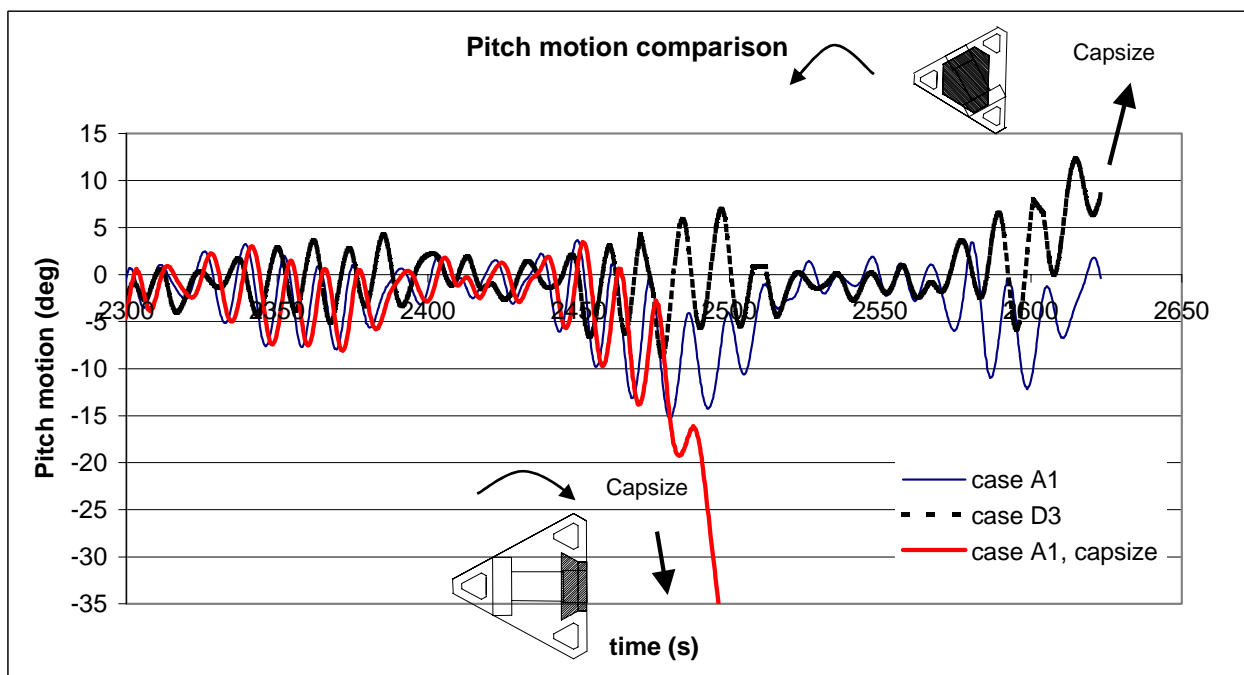 Pitch motion comparison
Capsize
15
10
5
0
-5
-10
-15
-20
-25
-30
-35
Pitch motion (deg)
2300
2350
2400
2450
2500
2550
2600
2650
Capsize
case A1
case D3
case A1, capsize
time (s)